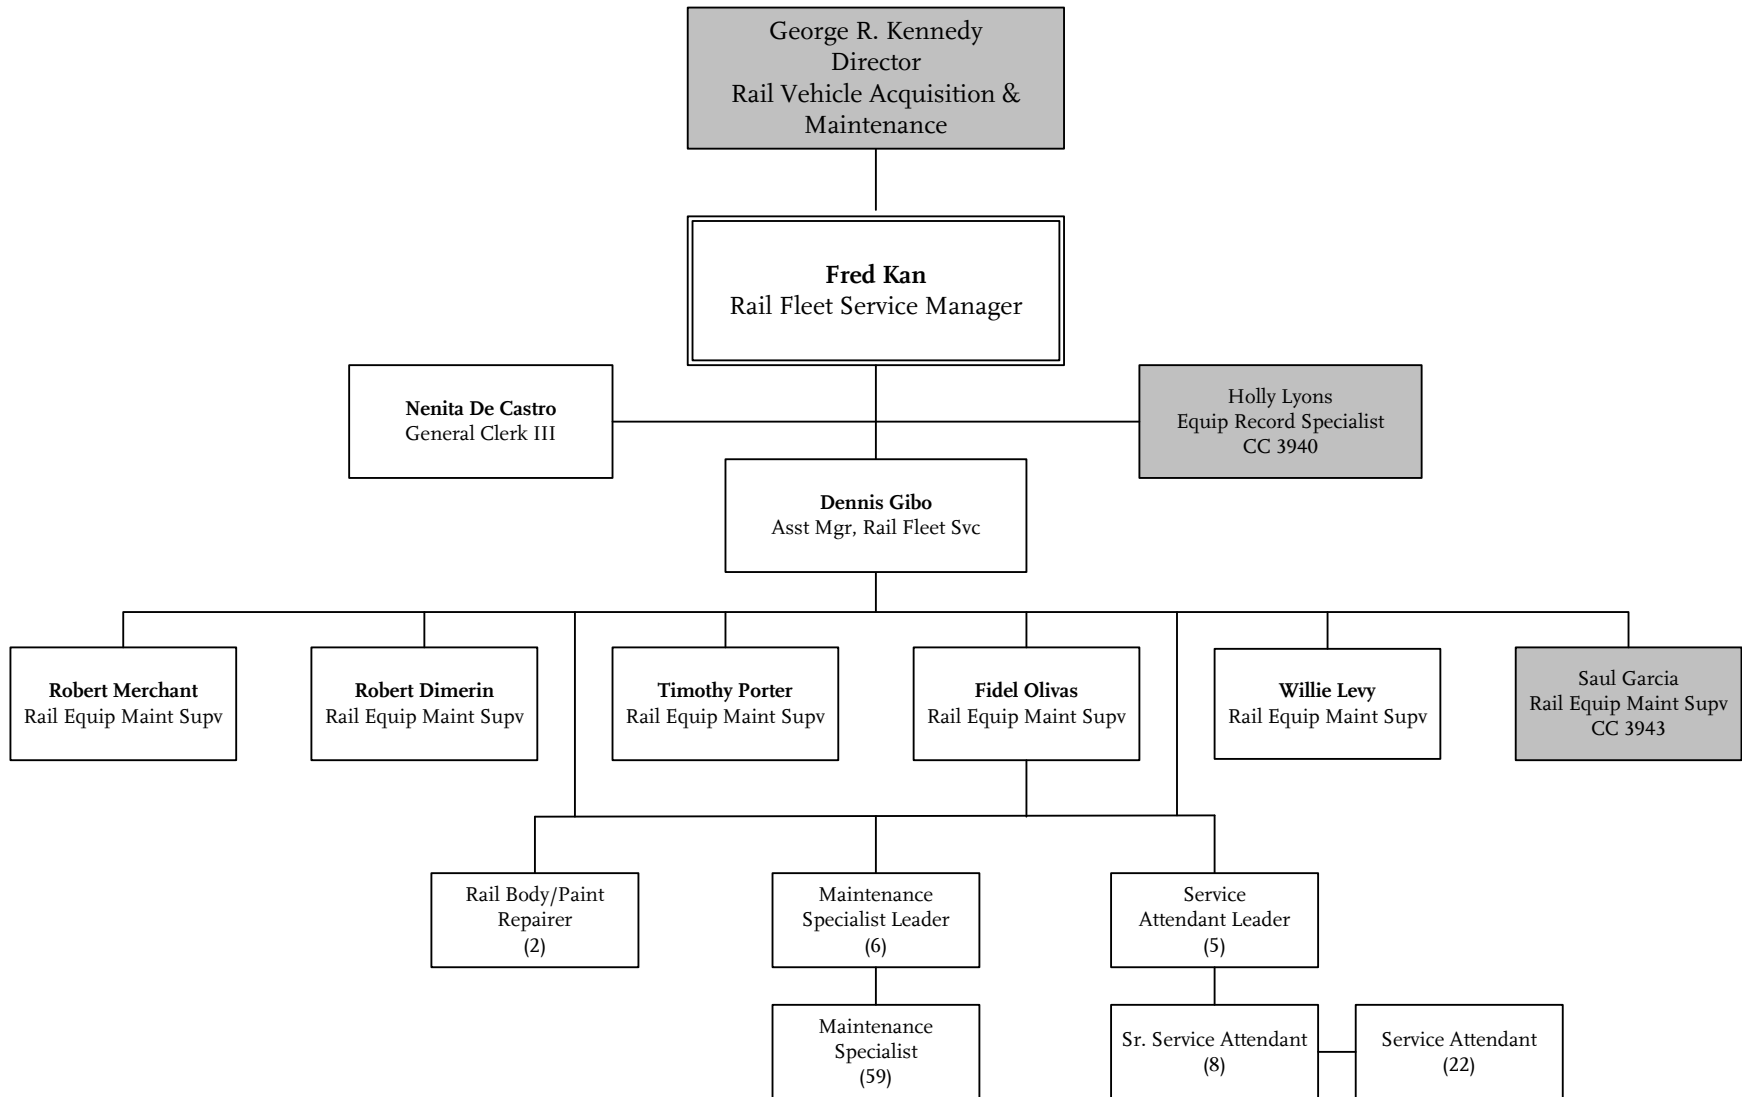 George R. Kennedy
Director
Rail Vehicle Acquisition &
Maintenance
Fred Kan
Rail Fleet Service Manager
Nenita De Castro
General Clerk III
Holly Lyons
Equip Record Specialist
CC 3940
Dennis Gibo
Asst Mgr, Rail Fleet Svc
Robert Merchant
Rail Equip Maint Supv
Robert Dimerin
Rail Equip Maint Supv
Timothy Porter
Rail Equip Maint Supv
Fidel Olivas
Rail Equip Maint Supv
Willie Levy
Rail Equip Maint Supv
Saul Garcia
Rail Equip Maint Supv
CC 3943
Rail Body/Paint
Repairer
(2)
Maintenance
Specialist Leader
(6)
Service
Attendant Leader
(5)
Maintenance
Specialist
(59)
Sr. Service Attendant
(8)
Service Attendant
(22)